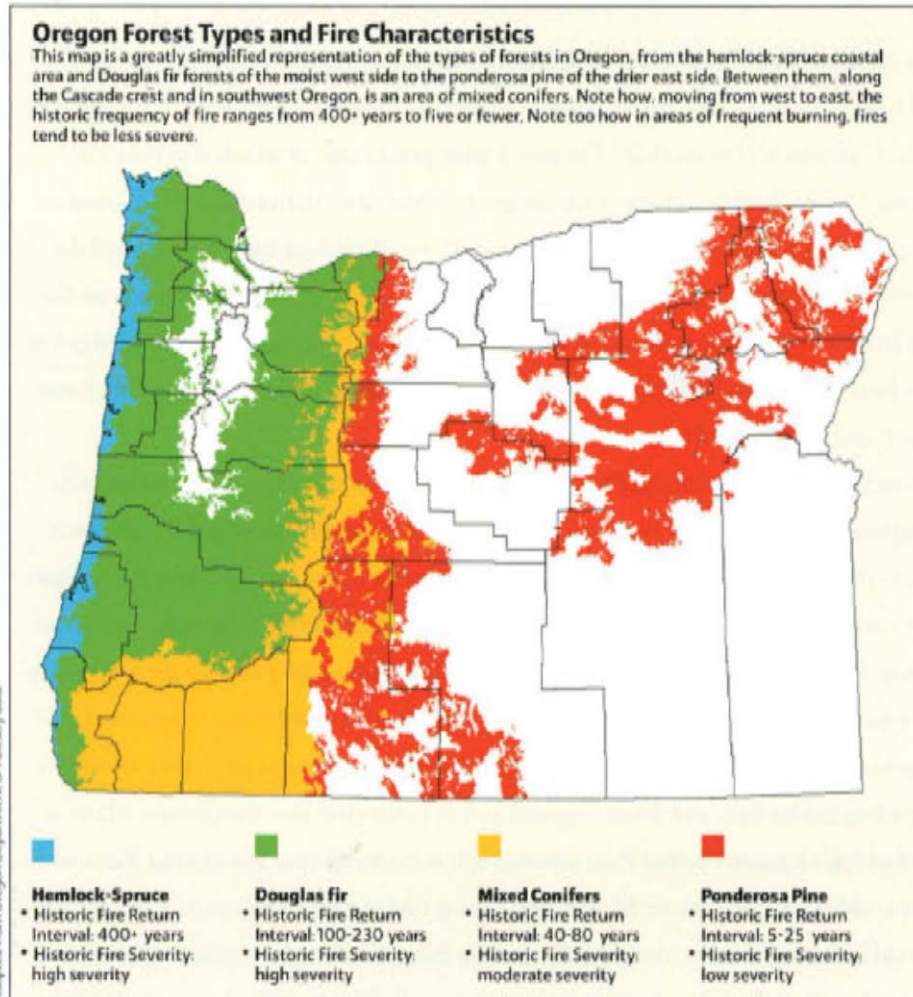 Oregon Forest Types and Fire Characteristics
This map is a greatly simplified representation of the types of forests in Oregon, from the hemlock-spruce coastal
area and Douglas fir forests of the moist west side to the ponderosa pine of the drier east side. Between them, along
the Cascade crest and in southwest Oregon, is an area of mixed conifers. Note how, moving from west to east, the
historic frequency of fire ranges from 400+ years to five or fewer. Note too how in areas of frequent burning, fires
tend to be less severe.
Hemlock-Spruce
• Historic Fire Return
Interval: 400+ years
• Historic Fire Severity:
high severity
Douglas fir
• Historic Fire Return
Interval: 100-230 years
• Historic Fire Severity:
high severity
Mixed Conifers
• Historic Fire Return
Interval: 40-80 years
• Historic Fire Severity:
moderate severity
Ponderosa Pine
• Historic Fire Return
Interval: 5-25 years
• Historic Fire Severity:
low severity